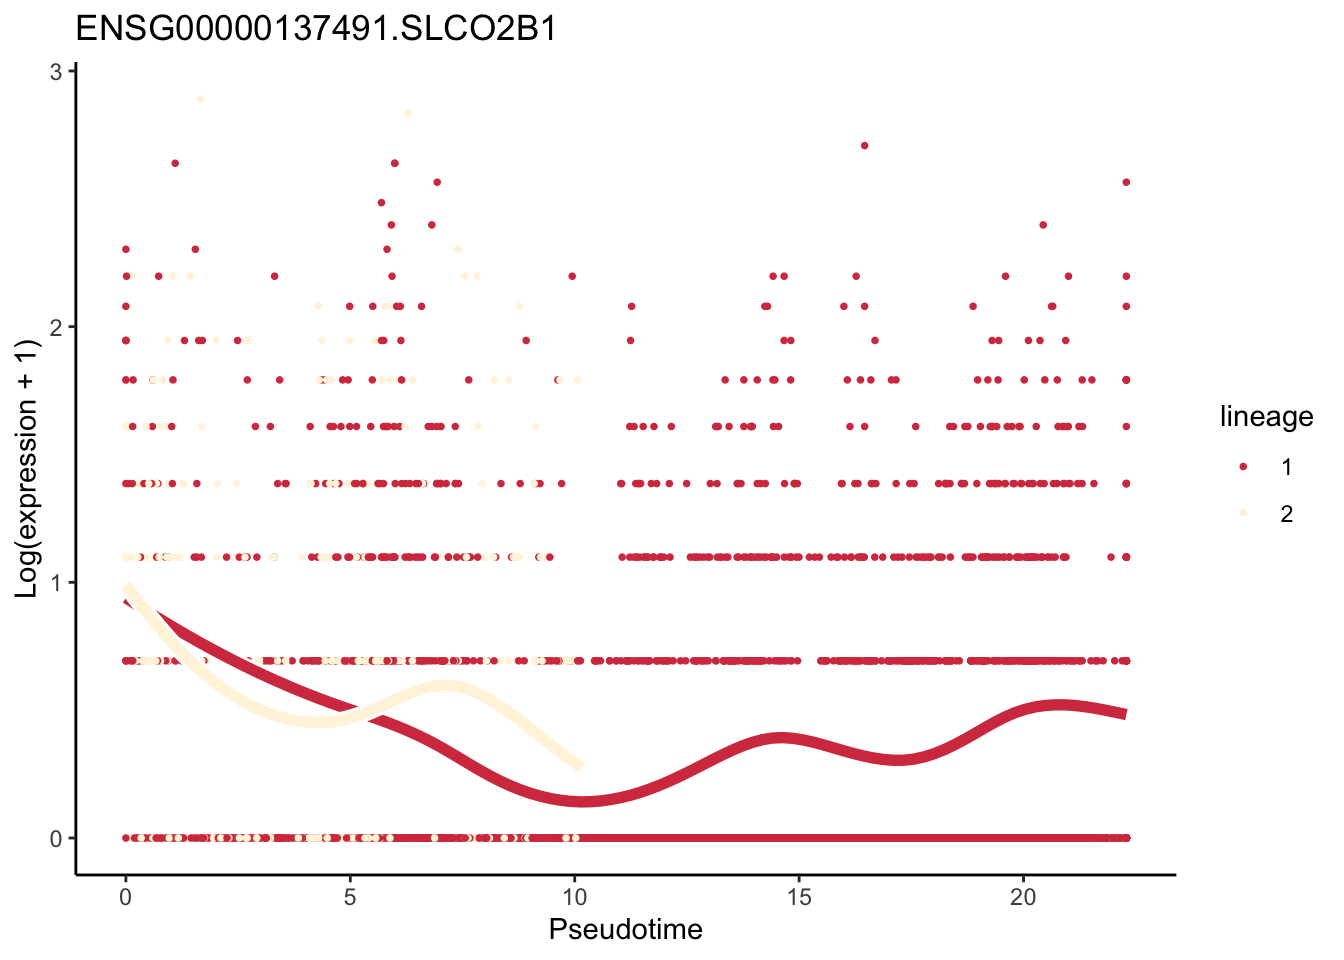 ENSG00000137491.SLCO2B1
3
2
1
0
Log(expression + 1)
0 5 10 15 20
Pseudotime
lineage
1
2